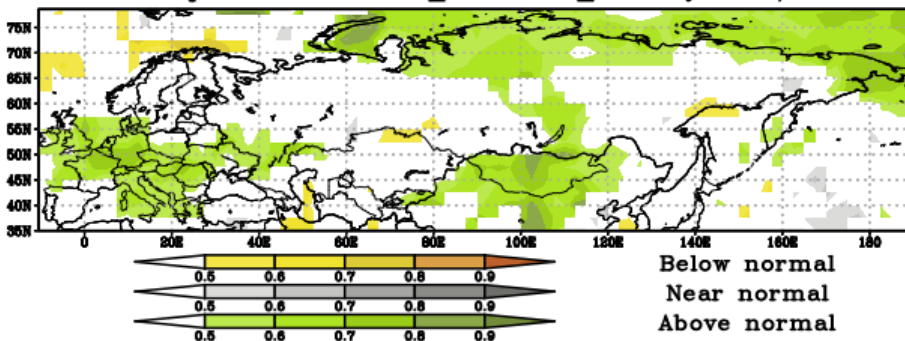 75N
70N
65N
60N
55N
50N
45N
40N
35N
0 20E 40E 60E 80E 100E 120E 140E 160E 180
0.5 0.6 0.7 0.8 0.9 Below normal
0.5 0.6 0.7 0.8 0.9 Near normal
0.5 0.6 0.7 0.8 0.9 Above normal